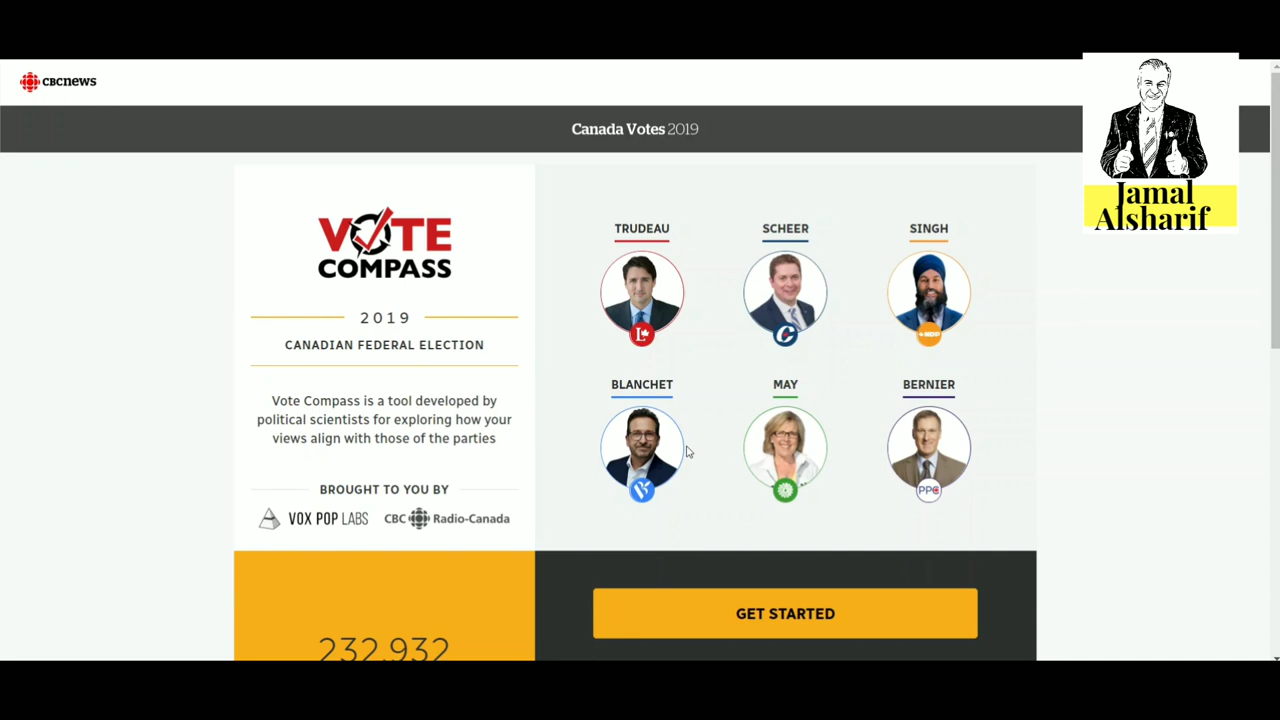 CBCnews
Canada Votes 2019
Jamal
Alsharif
VOTE
COMPASS
2019
CANADIAN FEDERAL ELECTION
Vote Compass is a tool developed by
political scientists for exploring how your
views align with those of the parties
BROUGHT TO YOU BY
VOX POP LABS
CBC Radio-Canada
232,932
TRUDEAU
SCHEER
SINGH
L
C
NDP
BLANCHET
MAY
BERNIER
PPC
GET STARTED